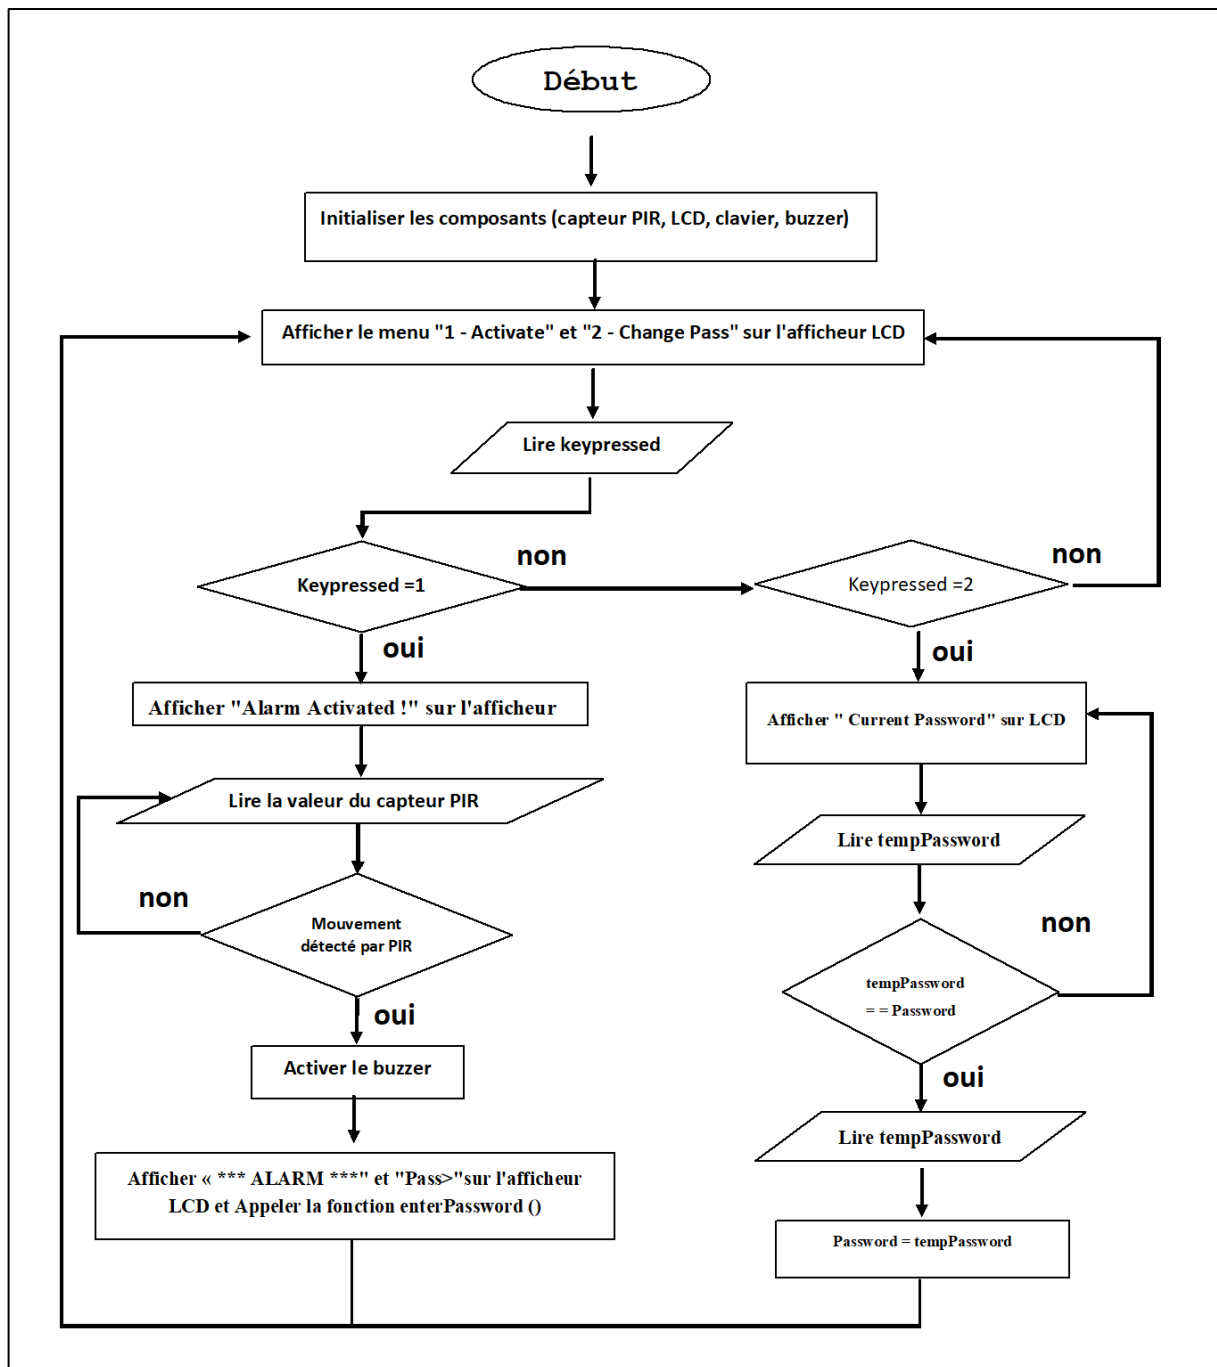 Début
Initialiser les composants (capteur PIR, LCD, clavier, buzzer)
Afficher le menu "1 - Activate" et "2 - Change Pass" sur l'afficheur LCD
Lire keypressed
Keypressed =1
non
Keypressed =2
non
oui
oui
Afficher "Alarm Activated !" sur l'afficheur
Afficher " Current Password" sur LCD
Lire la valeur du capteur PIR
Lire tempPassword
non
Mouvement
détecté par PIR
non
tempPassword
= = Password
oui
oui
Activer le buzzer
Lire tempPassword
Afficher « *** ALARM ***" et "Pass>"sur l'afficheur
LCD et Appeler la fonction enterPassword ()
Password = tempPassword